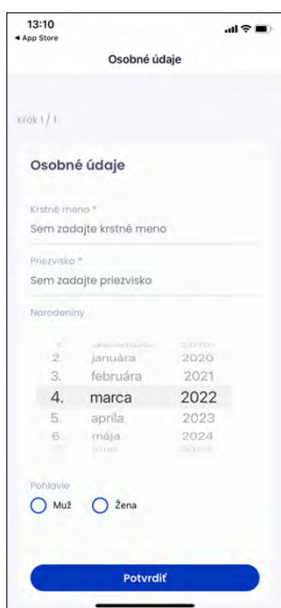 13:10
◀ App Store
Osobné údaje
Krok 1 / 1
Osobné údaje
Krstné meno *
Sem zadajte krstné meno
Priezvisko *
Sem zadajte priezvisko
Narodeniny
2. januára 2020
3. februára 2021
4. marca 2022
5. apríla 2023
6. mája 2024
Pohlavie
Muž Žena
Potvrdiť